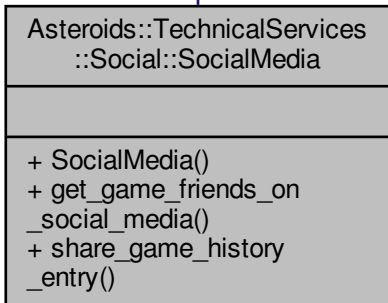 Asteroids::TechnicalServices
::Social::SocialMedia
+ SocialMedia()
+ get_game_friends_on
_social_media()
+ share_game_history
_entry()